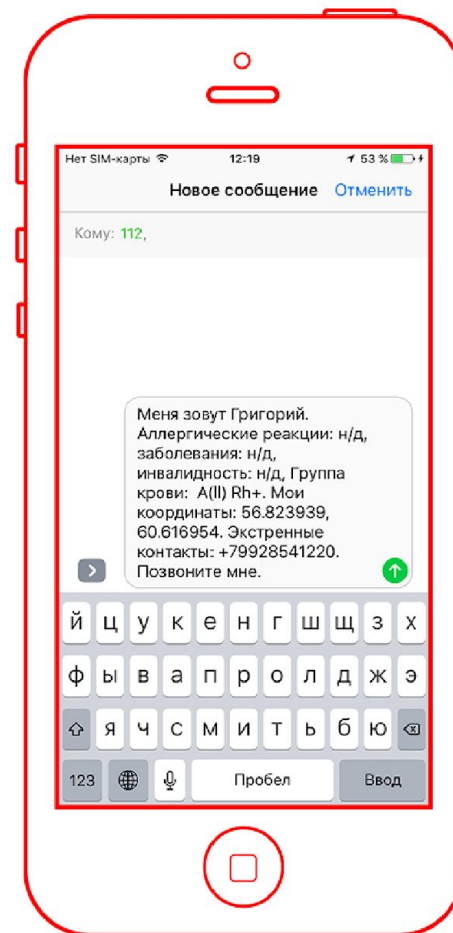 Нет SIM-карты 12:19 53 %
Новое сообщение Отменить
Кому: 112,
Меня зовут Григорий.
Аллергические реакции: н/д,
заболевания: н/д,
инвалидность: н/д, Группа
крови:  A(II) Rh+. Мои
координаты: 56.823939,
60.616954. Экстренные
контакты: +79928541220.
Позвоните мне.
й ц у к е н г ш щ з х
ф ы в а п р о л д ж э
я ч с м и т ь б ю
123 Пробел Ввод